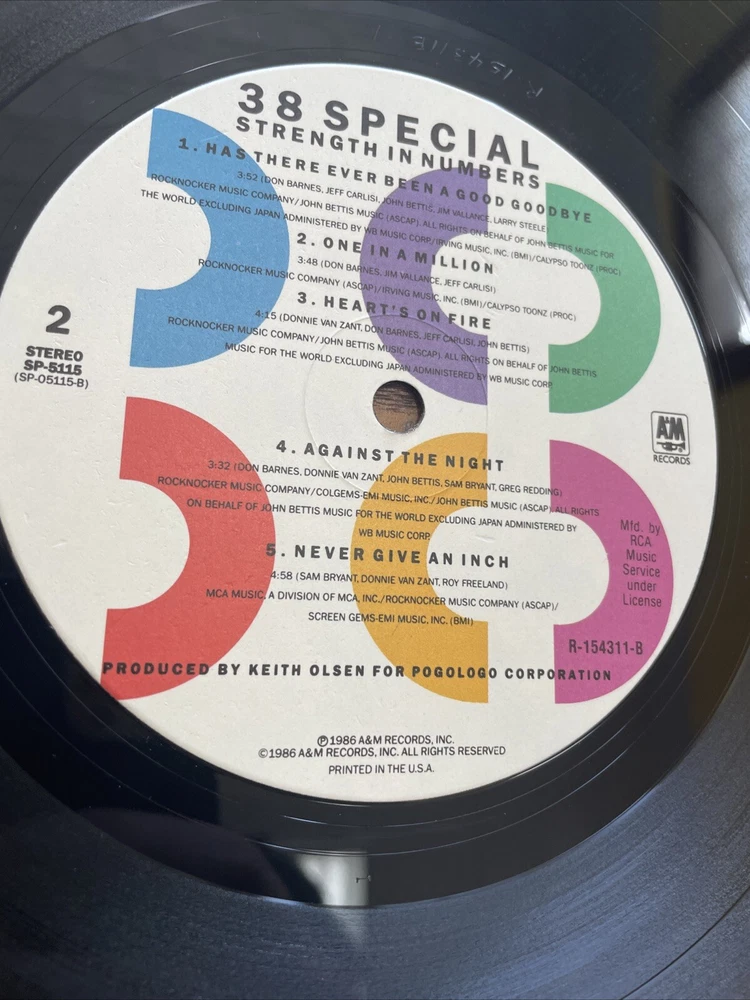 R 154311 B
38 SPECIAL
STRENGTH IN NUMBERS
1. HAS THERE EVER BEEN A GOOD GOODBYE
3:52 (DON BARNES, JEFF CARLISI, JOHN BETTIS, JIM VALLANCE, LARRY STEELE)
ROCKNOCKER MUSIC COMPANY/JOHN BETTIS MUSIC (ASCAP). ALL RIGHTS ON BEHALF OF JOHN BETTIS MUSIC FOR
THE WORLD EXCLUDING JAPAN ADMINISTERED BY WB MUSIC CORP/IRVING MUSIC, INC. (BMI)/CALYPSO TOONZ (PROC)
2. ONE IN A MILLION
3:48 (DON BARNES, JIM VALLANCE, JEFF CARLISI)
ROCKNOCKER MUSIC COMPANY (ASCAP)/IRVING MUSIC, INC. (BMI)/CALYPSO TOONZ (PROC)
3. HEART'S ON FIRE
4:15 (DONNIE VAN ZANT, DON BARNES, JEFF CARLISI, JOHN BETTIS)
ROCKNOCKER MUSIC COMPANY/JOHN BETTIS MUSIC (ASCAP). ALL RIGHTS ON BEHALF OF JOHN BETTIS
MUSIC FOR THE WORLD EXCLUDING JAPAN ADMINISTERED BY WB MUSIC CORP
2
STEREO
SP-5115
(SP-05115-B)
A&M
RECORDS
4. AGAINST THE NIGHT
3:32 (DON BARNES, DONNIE VAN ZANT, JOHN BETTIS, SAM BRYANT, GREG REDDING)
ROCKNOCKER MUSIC COMPANY/COLGEMS-EMI MUSIC, INC./JOHN BETTIS MUSIC (ASCAP). ALL RIGHTS
ON BEHALF OF JOHN BETTIS MUSIC FOR THE WORLD EXCLUDING JAPAN ADMINISTERED BY
WB MUSIC CORP
5. NEVER GIVE AN INCH
4:58 (SAM BRYANT, DONNIE VAN ZANT, ROY FREELAND)
MCA MUSIC, A DIVISION OF MCA, INC./ROCKNOCKER MUSIC COMPANY (ASCAP)/
SCREEN GEMS-EMI MUSIC, INC. (BMI)
Mfd. by
RCA
Music
Service
under
License
R-154311-B
PRODUCED BY KEITH OLSEN FOR POGOLOGO CORPORATION
℗1986 A&M RECORDS, INC.
©1986 A&M RECORDS, INC. ALL RIGHTS RESERVED
PRINTED IN THE U.S.A.